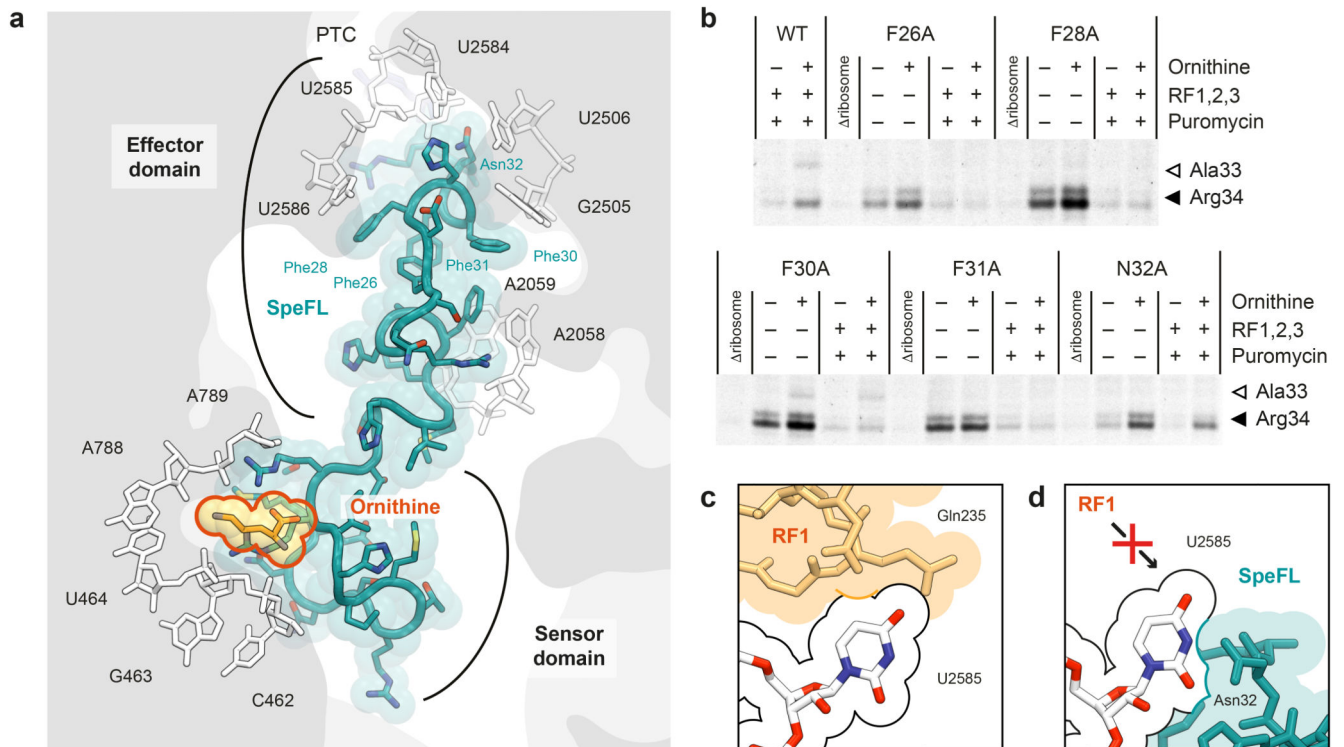 a
PTC
U2584
U2585
U2506
Effector
domain
Asn32
U2586
G2505
Phe28
Phe26
Phe31
Phe30
SpeFL
A2059
A2058
A789
A788
Ornithine
U464
G463
C462
Sensor
domain
b
WT F26A F28A
Δribosome Δribosome
– + – + – + – + – + Ornithine
+ + – – + + – – + + RF1,2,3
+ + – – + + – – + + Puromycin
Ala33
Arg34
F30A F31A N32A
Δribosome Δribosome Δribosome
– + – + – + – + – + – + Ornithine
– – + + – – + + – – + + RF1,2,3
– – + + – – + + – – + + Puromycin
Ala33
Arg34
c
Gln235
RF1
U2585
d
RF1
U2585
SpeFL
Asn32